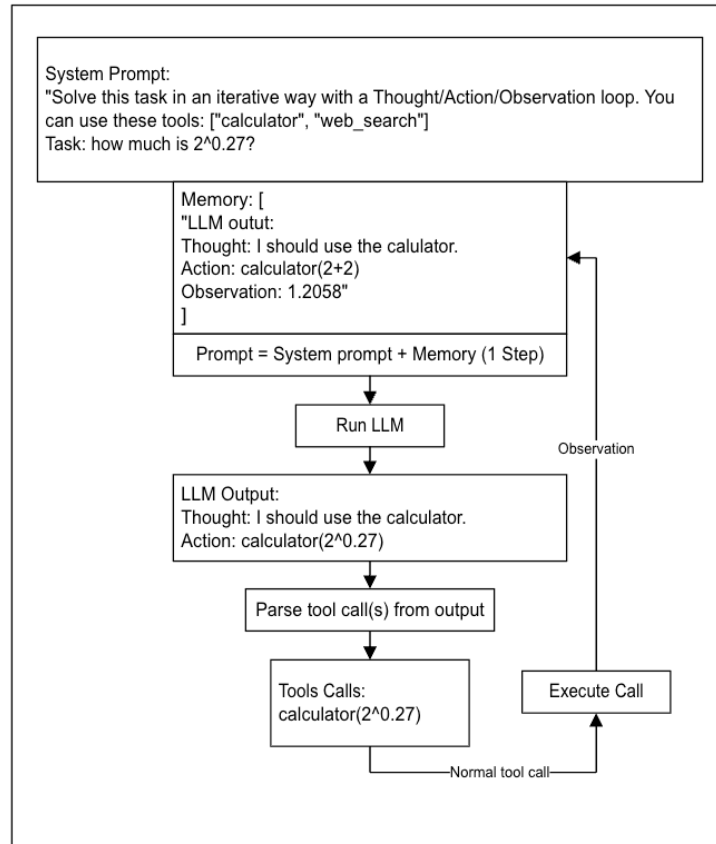 System Prompt:
"Solve this task in an iterative way with a Thought/Action/Observation loop. You
can use these tools: ["calculator", "web_search"]
Task: how much is 2^0.27?
Memory: [
"LLM outut:
Thought: I should use the calulator.
Action: calculator(2+2)
Observation: 1.2058"
]
Prompt = System prompt + Memory (1 Step)
Run LLM
Observation
LLM Output:
Thought: I should use the calculator.
Action: calculator(2^0.27)
Parse tool call(s) from output
Tools Calls:
calculator(2^0.27)
Execute Call
Normal tool call